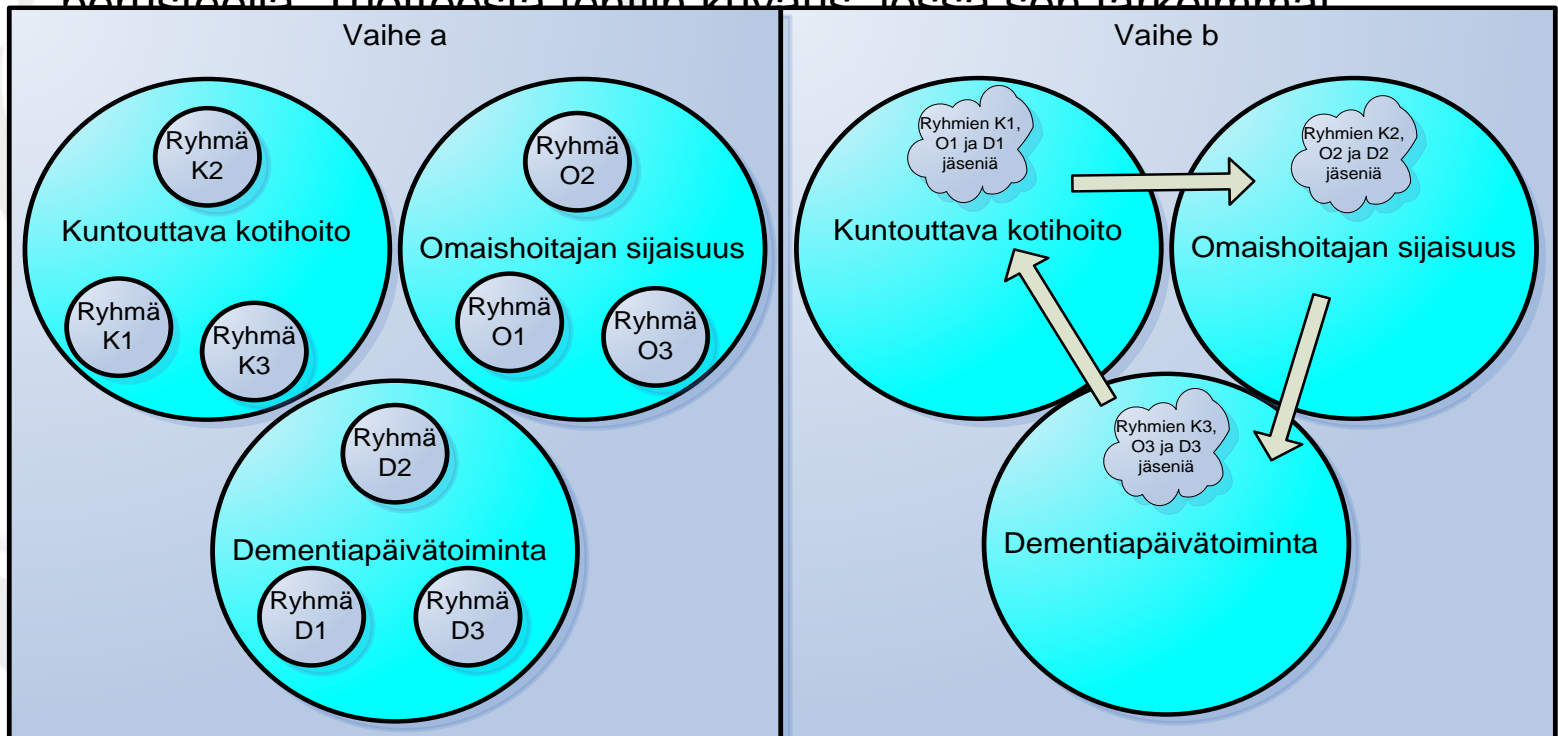 Vaihe a
Ryhmä
K2
Kuntouttava kotihoito
Ryhmä
K1
Ryhmä
K3
Ryhmä
O2
Omaishoitajan sijaisuus
Ryhmä
O1
Ryhmä
O3
Ryhmä
D2
Dementiapäivätoiminta
Ryhmä
D1
Ryhmä
D3
Vaihe b
Ryhmien K1,
O1 ja D1
jäseniä
Kuntouttava kotihoito
Ryhmien K2,
O2 ja D2
jäseniä
Omaishoitajan sijaisuus
Ryhmien K3,
O3 ja D3
jäseniä
Dementiapäivätoiminta